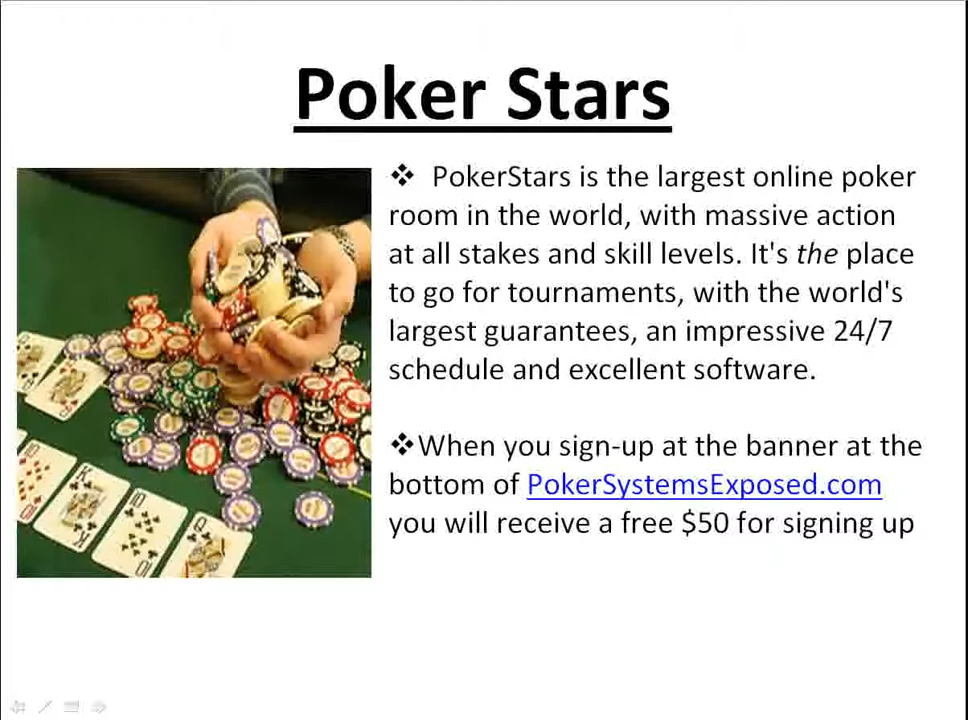 Poker Stars
❖ PokerStars is the largest online poker
room in the world, with massive action
at all stakes and skill levels. It's the place
to go for tournaments, with the world's
largest guarantees, an impressive 24/7
schedule and excellent software.
❖When you sign-up at the banner at the
bottom of PokerSystemsExposed.com
you will receive a free $50 for signing up
10
K
K
10
10
Q